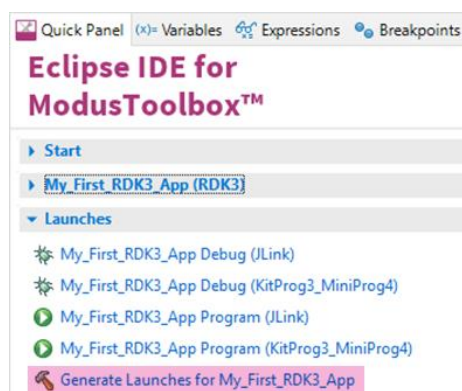 Quick Panel (x)= Variables Expressions Breakpoints
Eclipse IDE for
ModusToolbox™
Start
My_First_RDK3_App (RDK3)
Launches
My_First_RDK3_App Debug (JLink)
My_First_RDK3_App Debug (KitProg3_MiniProg4)
My_First_RDK3_App Program (JLink)
My_First_RDK3_App Program (KitProg3_MiniProg4)
Generate Launches for My_First_RDK3_App